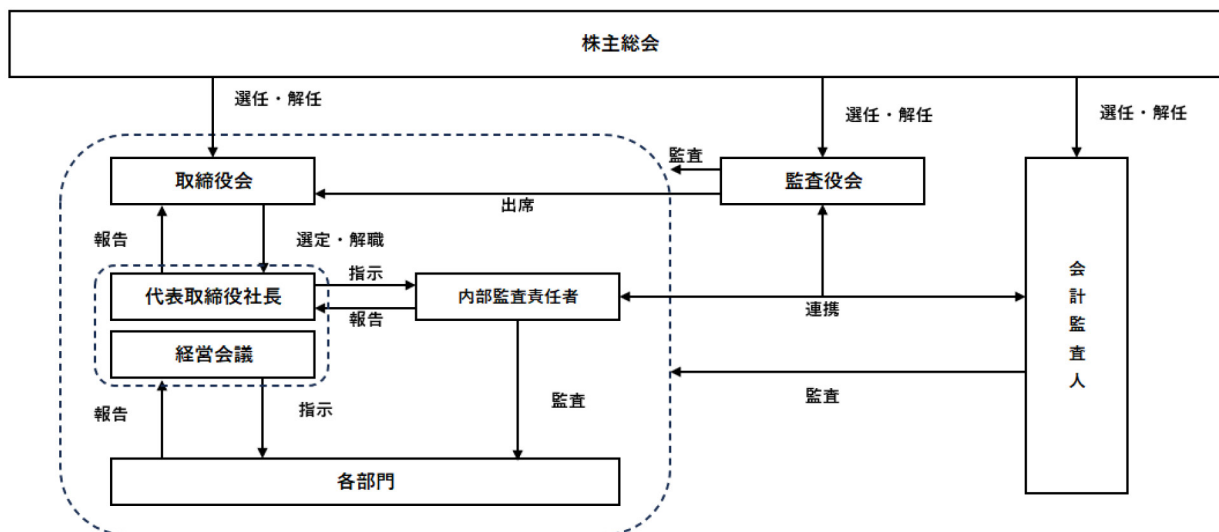 株主総会
選任・解任
選任・解任
選任・解任
監査
取締役会
監査役会
出席
報告
選定・解職
指示
代表取締役社長
内部監査責任者
報告
連携
会計監査人
経営会議
報告
指示
監査
監査
各部門